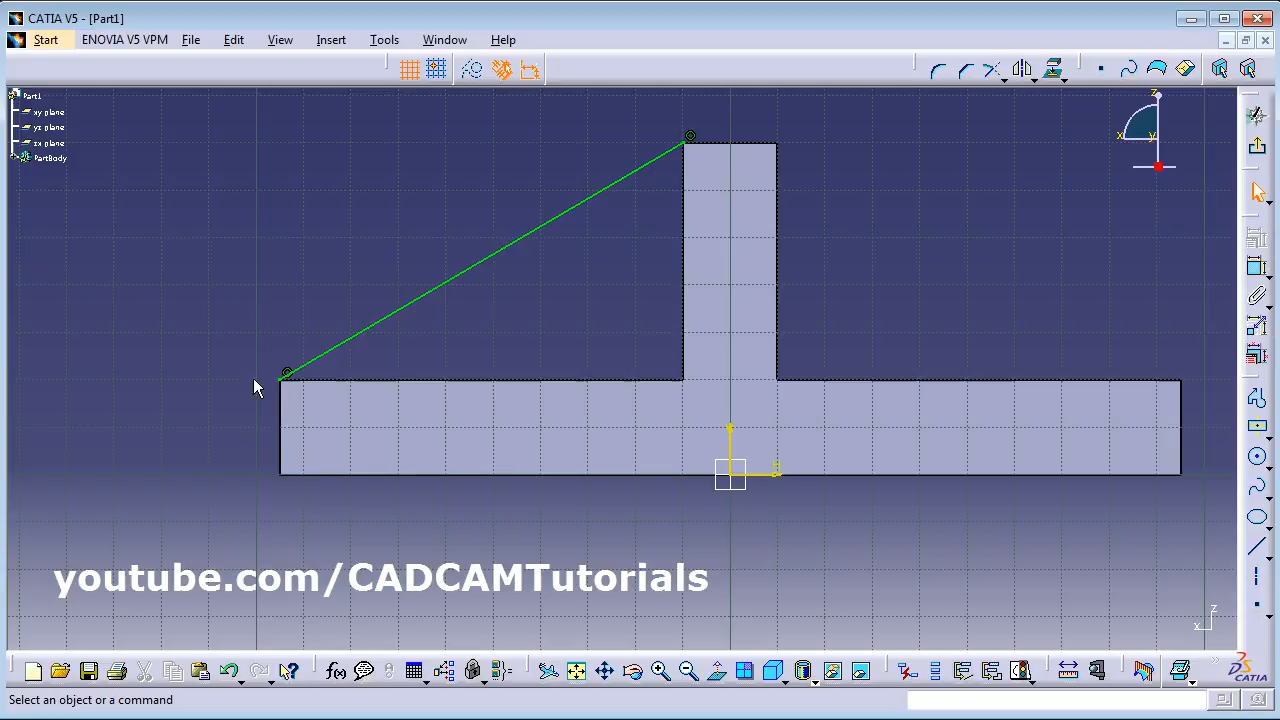 CATIA V5 - [Part1]
Start ENOVIA V5 VPM File Edit View Insert Tools Window Help
Part1
xy plane
yz plane
zx plane
PartBody
z
x y
H
youtube.com/CADCAMTutorials
z
x
f(x)
CATIA
Select an object or a command